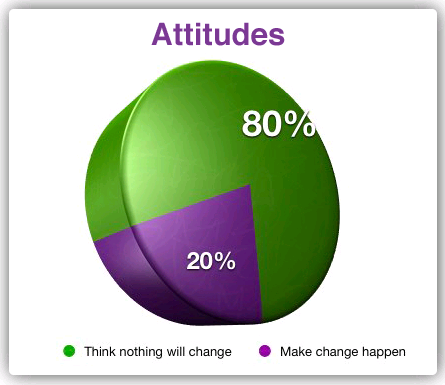 Attitudes
80%
20%
Think nothing will change
Make change happen